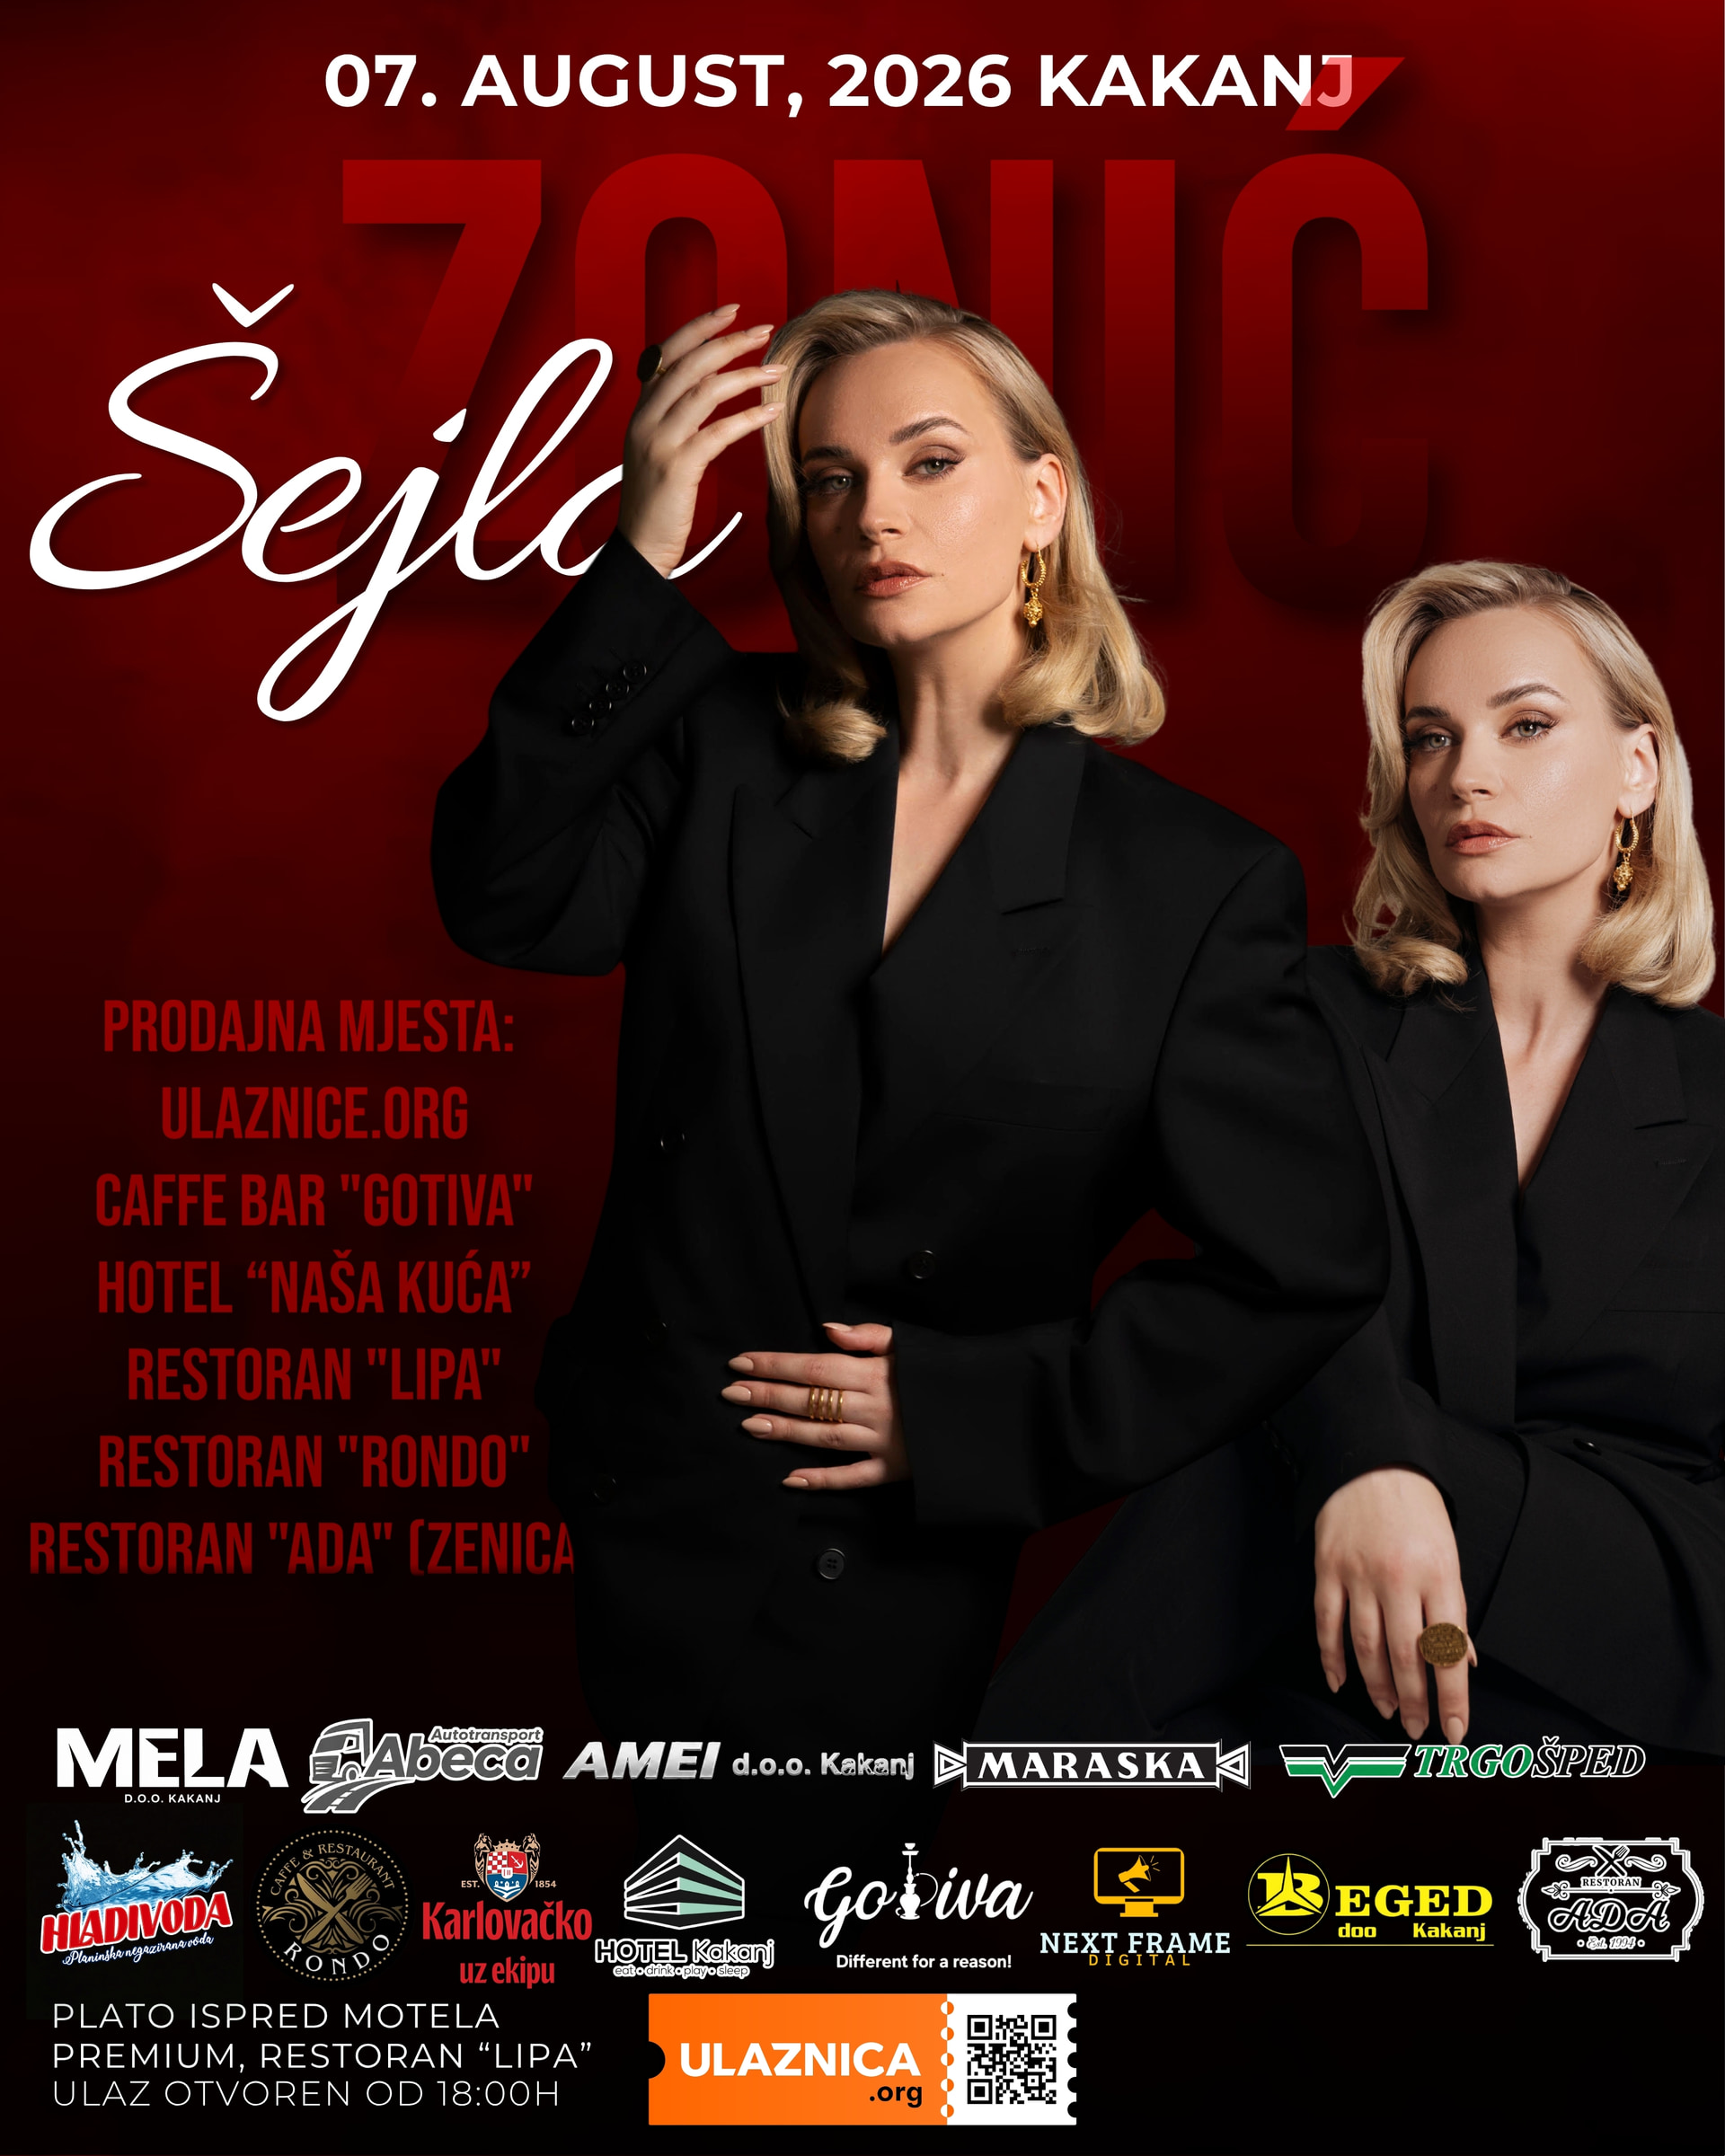 07. AUGUST, 2026 KAKANJ
ZONIĆ
Šejla
PRODAJNA MJESTA:
ULAZNICE.ORG
CAFFE BAR "GOTIVA"
HOTEL “NAŠA KUĆA”
RESTORAN "LIPA"
RESTORAN "RONDO"
RESTORAN "ADA" (ZENICA
MELA
D.O.O. KAKANJ
Autotransport
Abeca
AMEI d.o.o. Kakanj
MARASKA
TRGOŠPED
HLADIVODA
Planinska negazirana voda
CAFFE & RESTAURANT
RONDO
EST. 1854
Karlovačko
uz ekipu
HOTEL Kakanj
eat • drink • play • sleep
Gotiva
Different for a reason!
NEXT FRAME
DIGITAL
BEGED
doo Kakanj
RESTORAN
ADA
• Est. 1994 •
PLATO ISPRED MOTELA
PREMIUM, RESTORAN “LIPA”
ULAZ OTVOREN OD 18:00H
ULAZNICA
.org